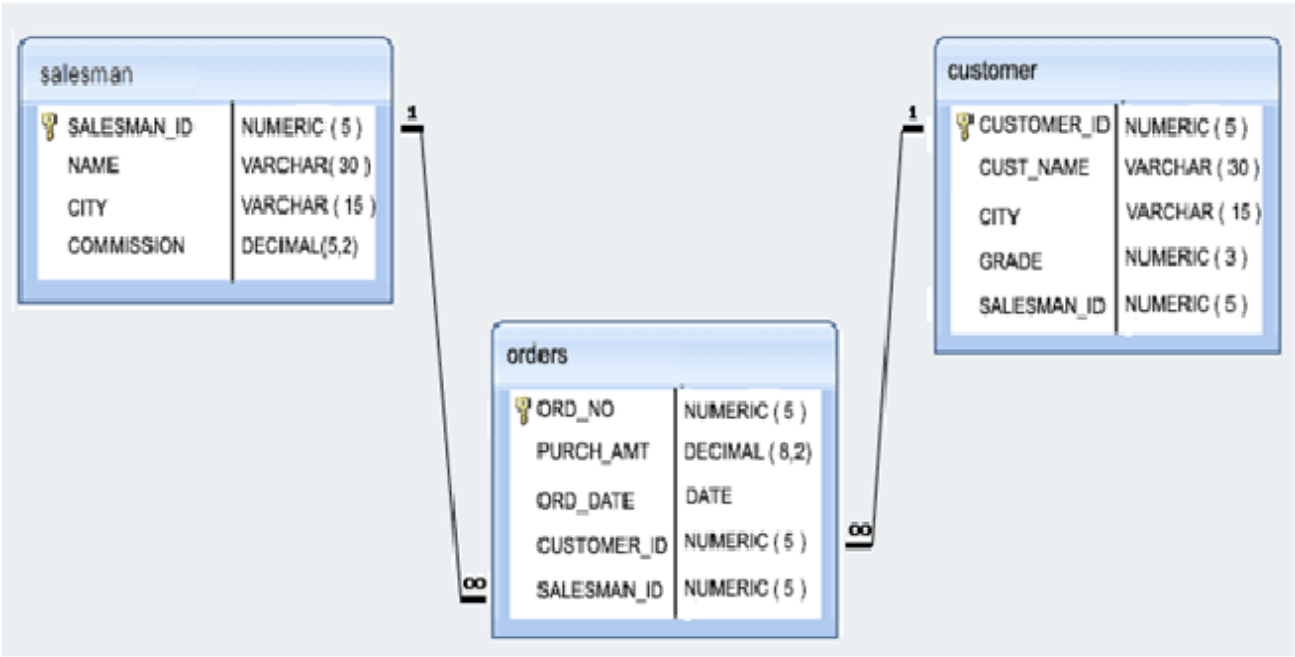 salesman
SALESMAN_ID NUMERIC ( 5 )
NAME VARCHAR( 30 )
CITY VARCHAR ( 15 )
COMMISSION DECIMAL(5,2)
1
1
customer
CUSTOMER_ID NUMERIC ( 5 )
CUST_NAME VARCHAR ( 30 )
CITY VARCHAR ( 15 )
GRADE NUMERIC ( 3 )
SALESMAN_ID NUMERIC ( 5 )
orders
ORD_NO NUMERIC ( 5 )
PURCH_AMT DECIMAL ( 8,2)
ORD_DATE DATE
CUSTOMER_ID NUMERIC ( 5 )
SALESMAN_ID NUMERIC ( 5 )
∞
∞